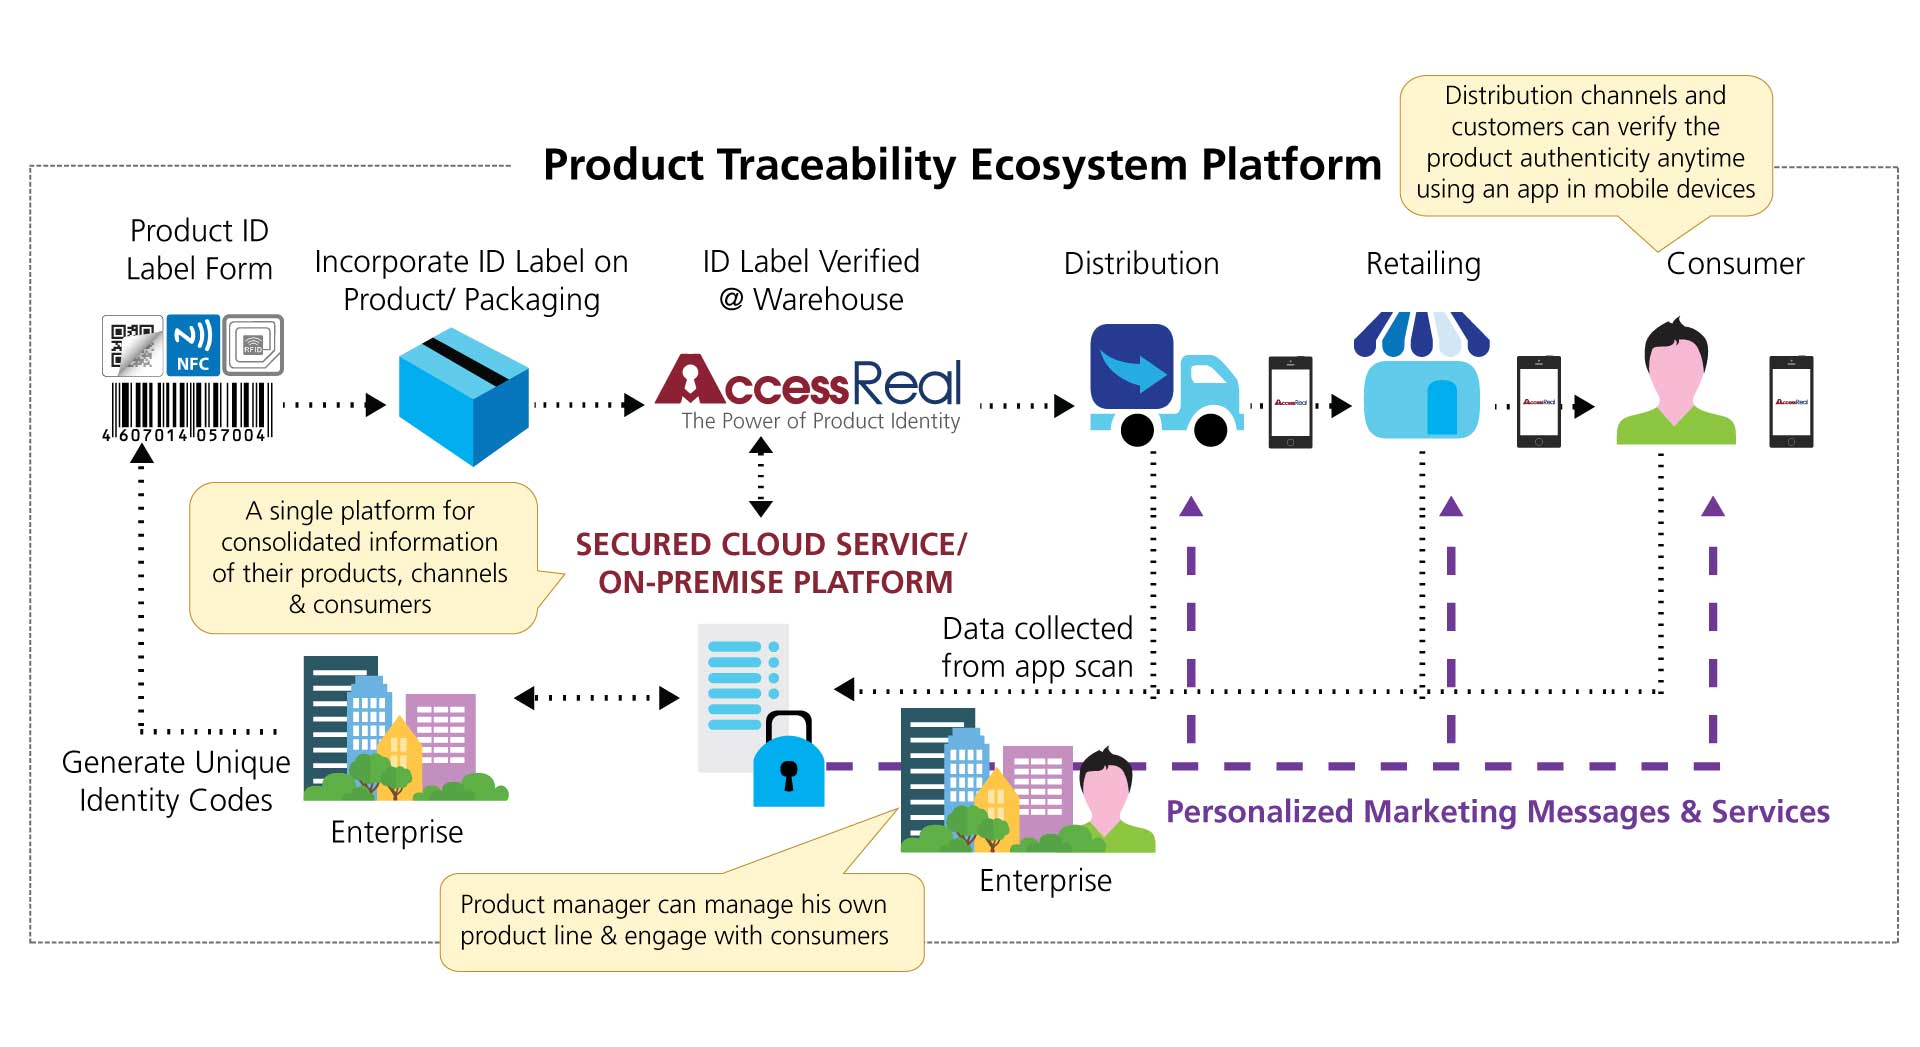 Distribution channels and
customers can verify the
product authenticity anytime
using an app in mobile devices
Product Traceability Ecosystem Platform
Product ID
Label Form
Incorporate ID Label on
Product/ Packaging
ID Label Verified
@ Warehouse
Distribution
Retailing
Consumer
NFC
RFID
4 607014 057004
AccessReal
The Power of Product Identity
AccessReal
AccessReal
AccessReal
A single platform for
consolidated information
of their products, channels
& consumers
SECURED CLOUD SERVICE/
ON-PREMISE PLATFORM
Data collected
from app scan
Generate Unique
Identity Codes
Enterprise
Personalized Marketing Messages & Services
Enterprise
Product manager can manage his own
product line & engage with consumers